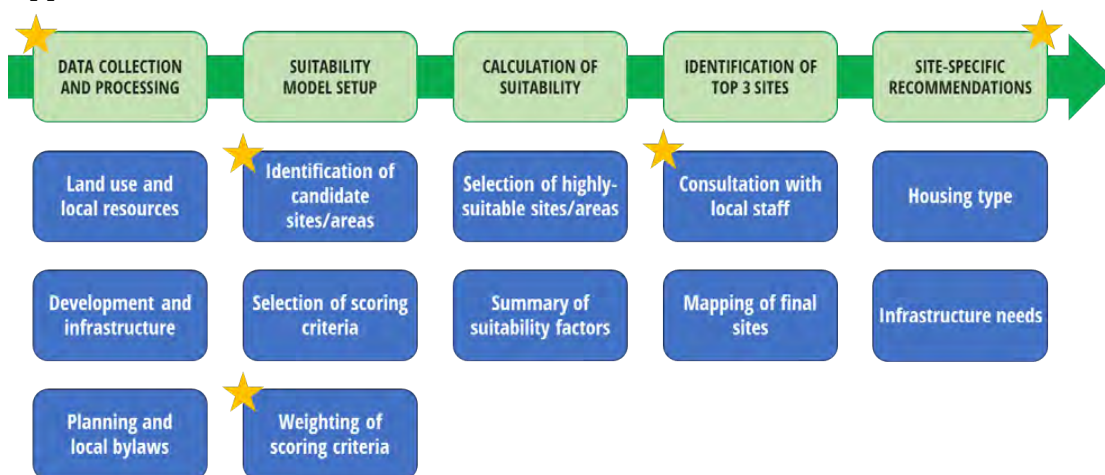 DATA COLLECTION
AND PROCESSING
SUITABILITY
MODEL SETUP
CALCULATION OF
SUITABILITY
IDENTIFICATION OF
TOP 3 SITES
SITE-SPECIFIC
RECOMMENDATIONS
Land use and
local resources
Identification of
candidate
sites/areas
Selection of highly-
suitable sites/areas
Consultation with
local staff
Housing type
Development and
infrastructure
Selection of scoring
criteria
Summary of
suitability factors
Mapping of final
sites
Infrastructure needs
Planning and
local bylaws
Weighting of
scoring criteria